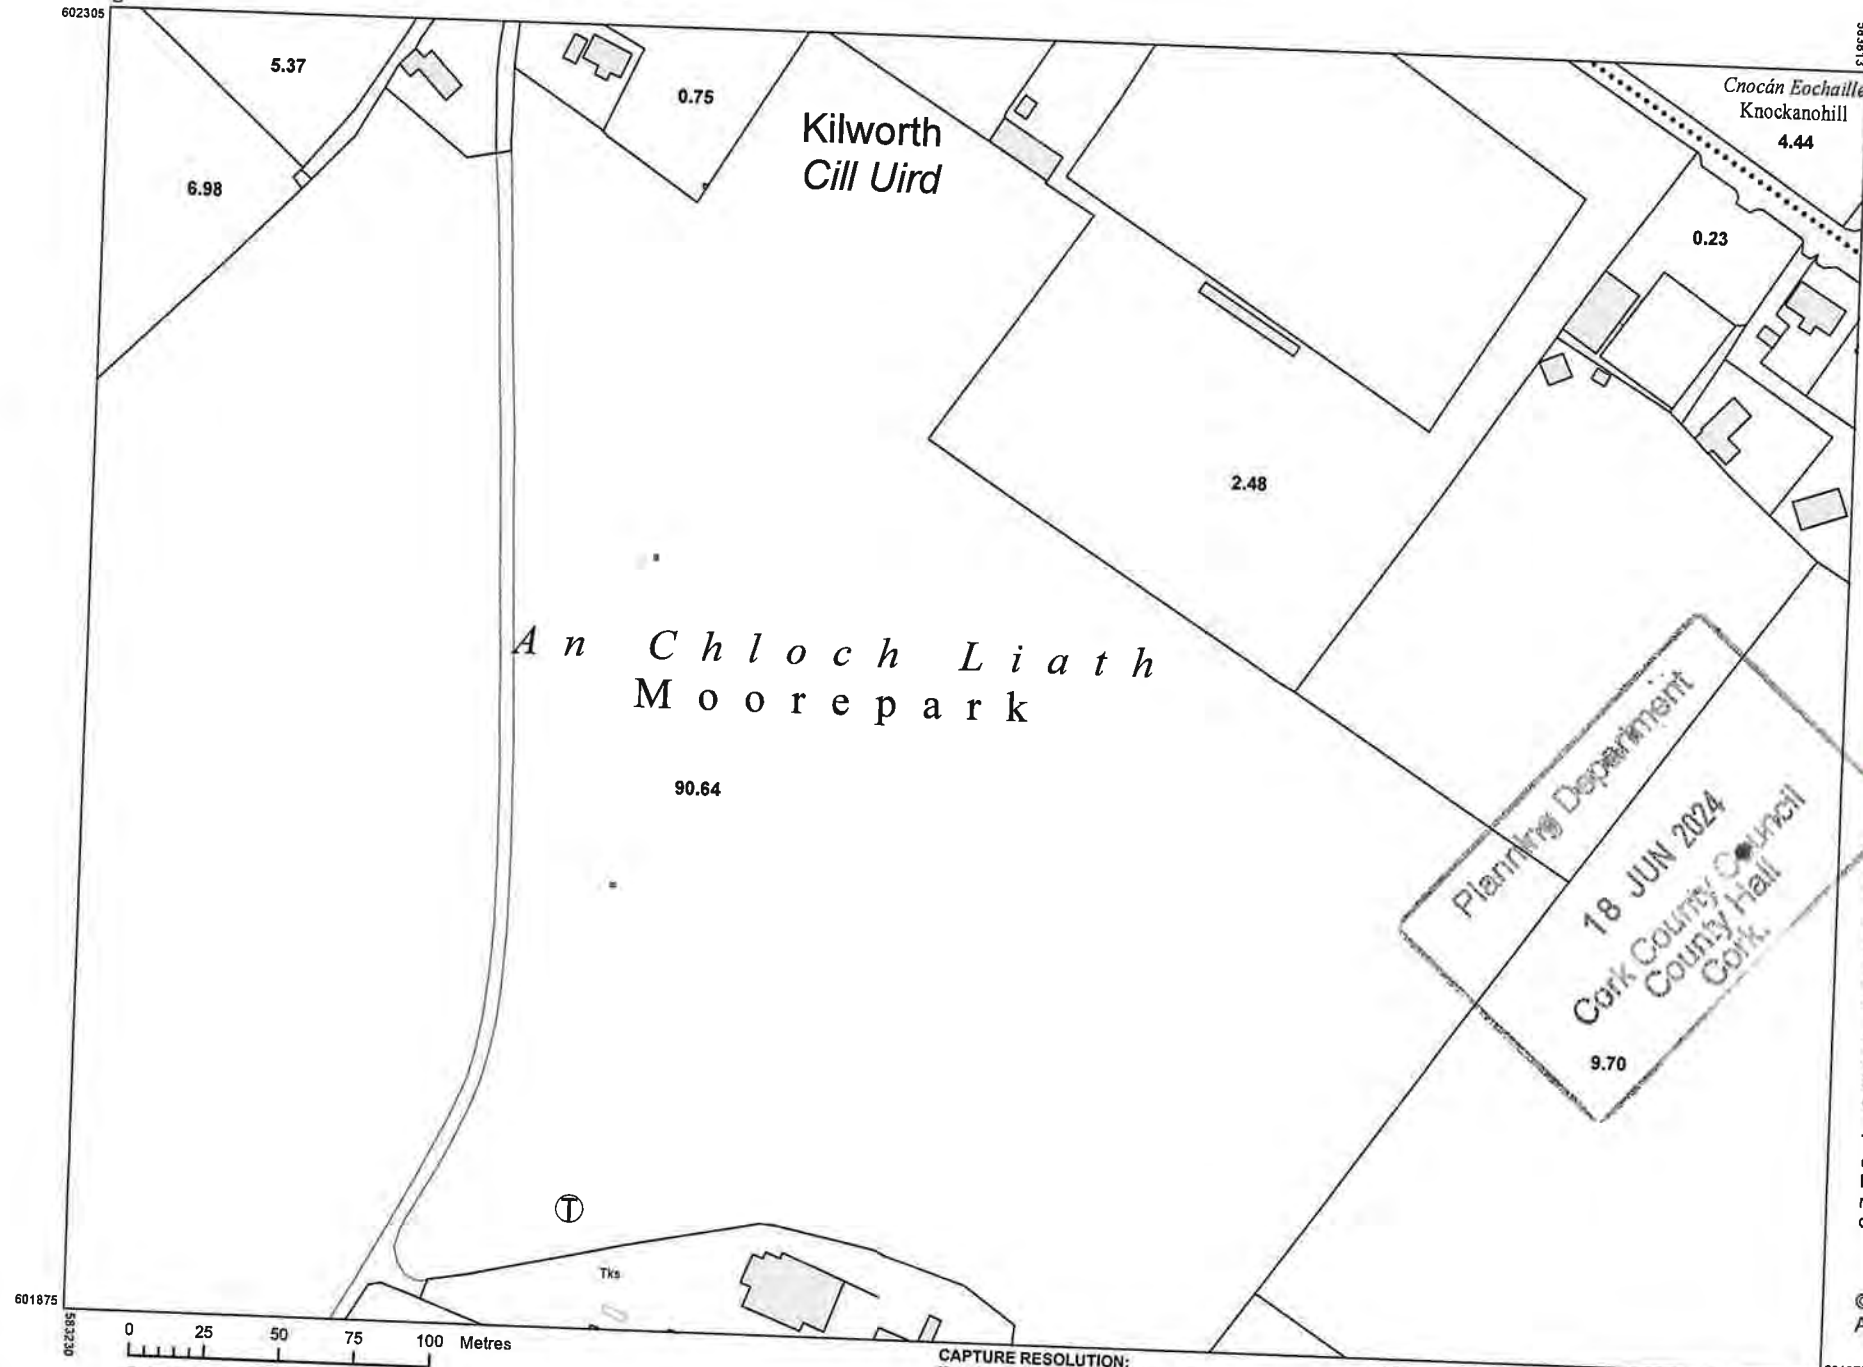 602305
5.37
0.75
Kilworth
Cill Uird
Cnocán Eochaille
Knockanohill
4.44
6.98
0.23
2.48
An Chloch Liath
Moorepark
90.64
Planning Department
18 JUN 2024
Cork County Council
County Hall
Cork.
9.70
T
Tks
601875
583230
0 25 50 75 100 Metres
CAPTURE RESOLUTION: